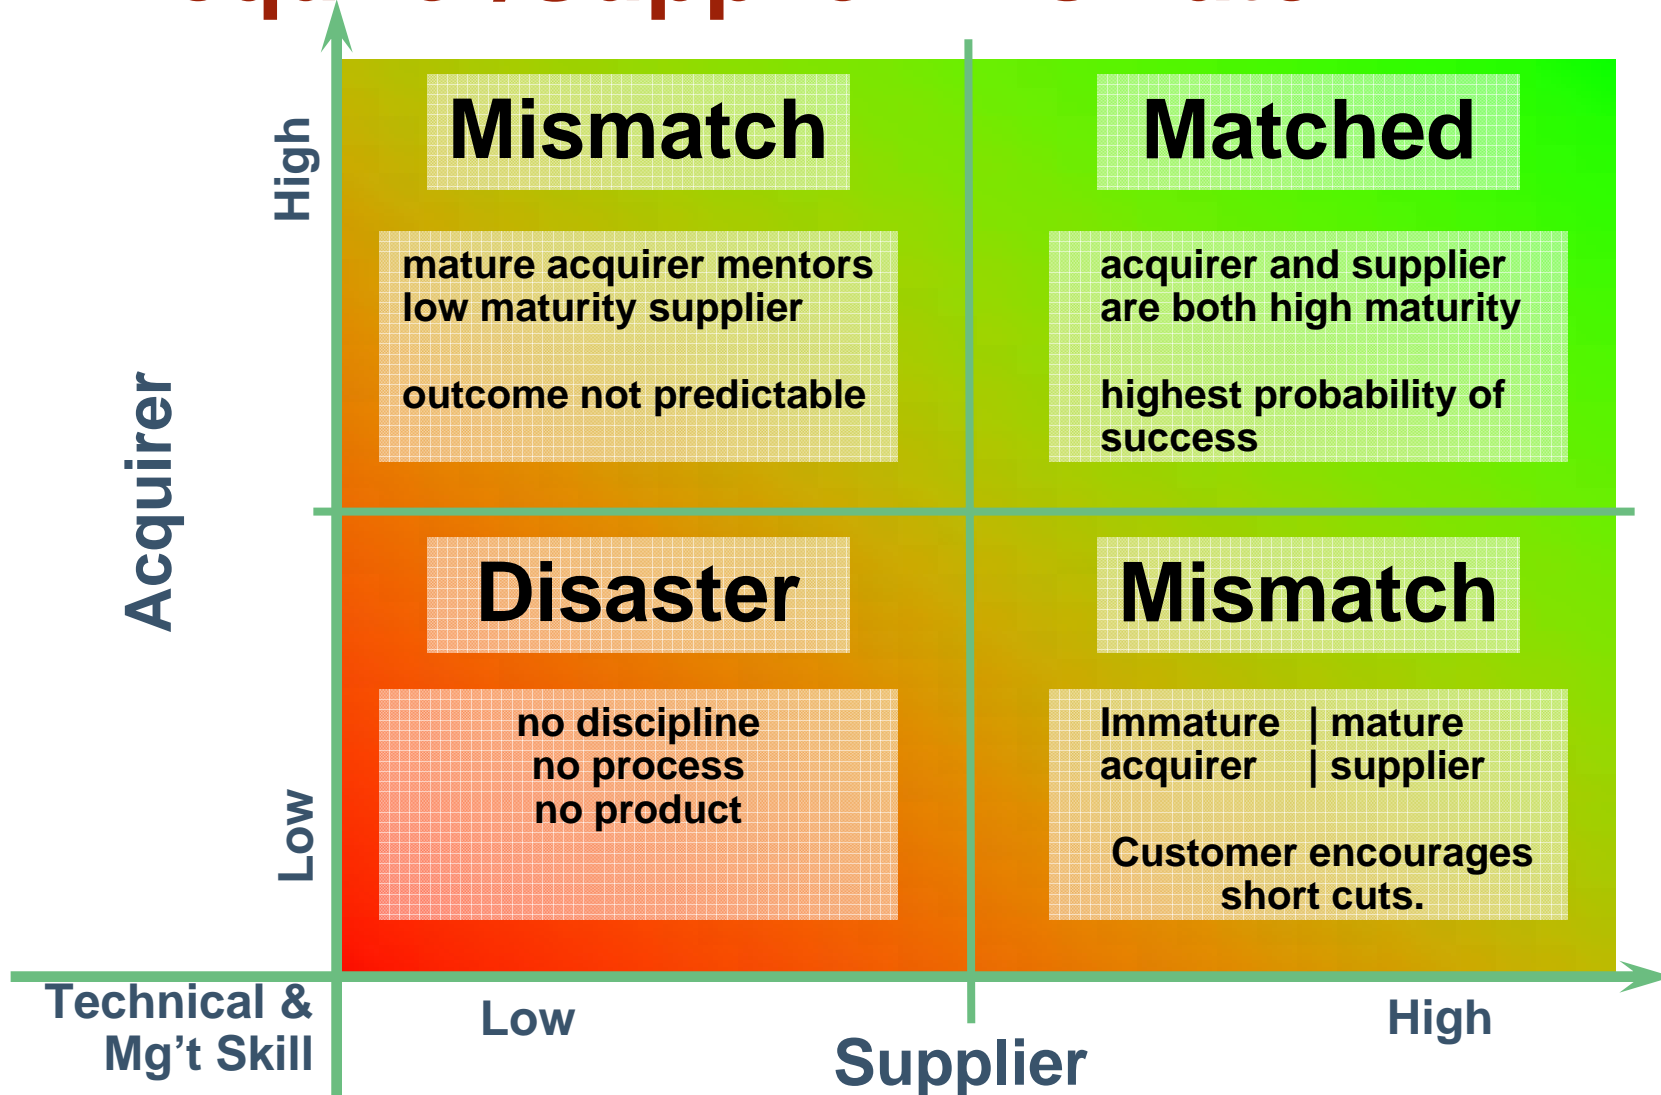 High
Mismatch
mature acquirer mentors
low maturity supplier
outcome not predictable
Matched
acquirer and supplier
are both high maturity
highest probability of
success
Acquirer
Disaster
no discipline
no process
no product
Mismatch
Immature | mature
acquirer | supplier
Customer encourages
short cuts.
Low
Technical &
Mg't Skill
Low
High
Supplier